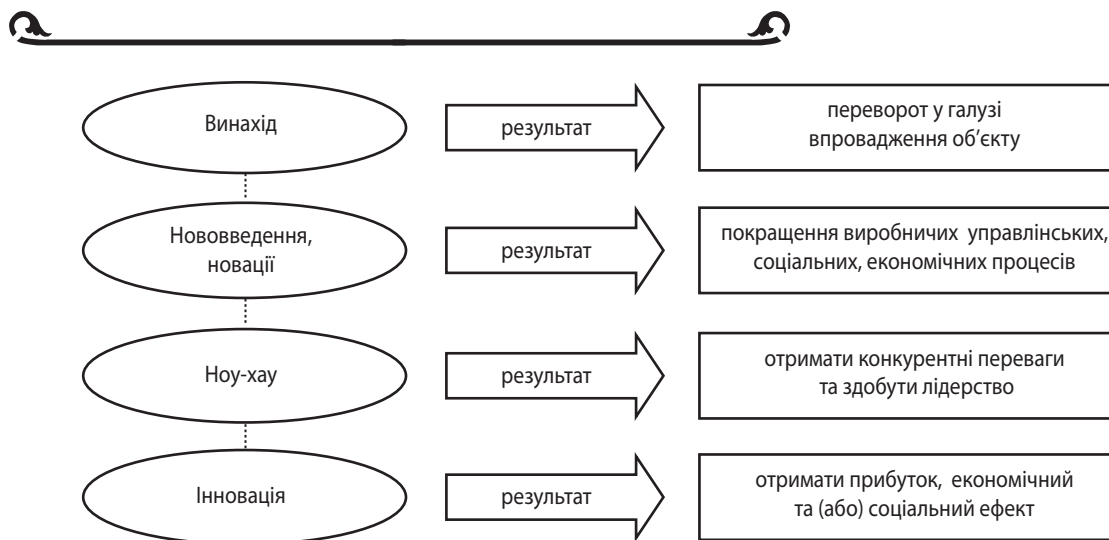 Винахід
результат
переворот у галузі
впровадження об’єкту
Нововведення,
новації
результат
покращення виробничих управлінських,
соціальних, економічних процесів
Ноу-хау
результат
отримати конкурентні переваги
та здобути лідерство
Інновація
результат
отримати прибуток, економічний
та (або) соціальний ефект